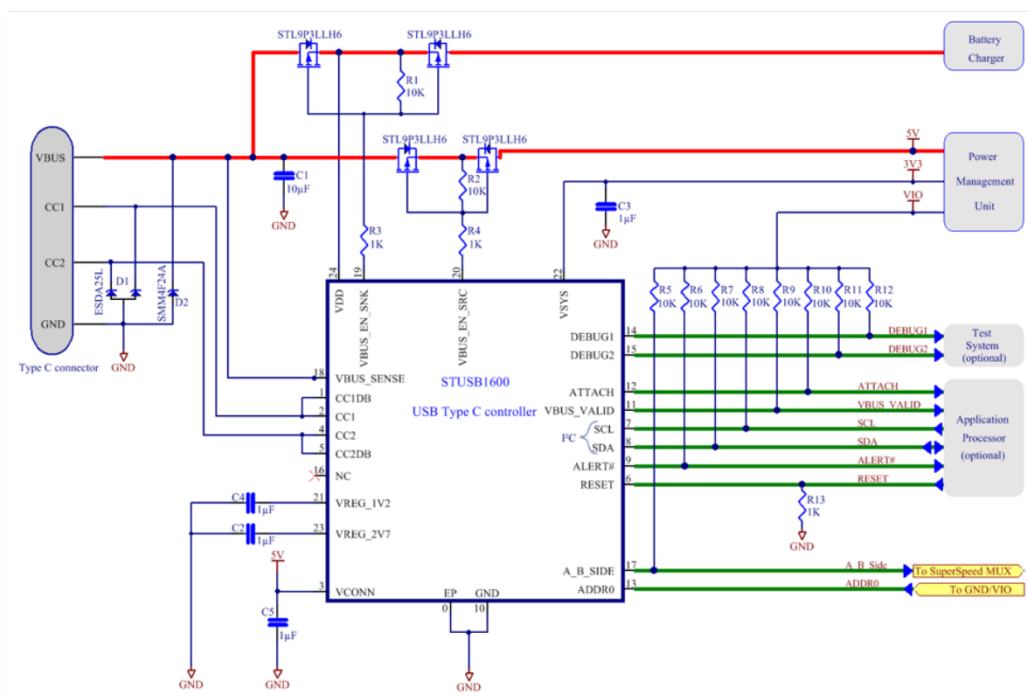 STL9P3LLH6
STL9P3LLH6
Battery
Charger
R1
10K
STL9P3LLH6
STL9P3LLH6
5V
VBUS
Power
Management
Unit
3V3
C1
10µF
R2
10K
VIO
CC1
C3
1µF
GND
GND
R3
1K
R4
1K
CC2
ESDA25L
D1
SMM4F24A
D2
24
19
20
22
R5
10K
R6
10K
R7
10K
R8
10K
R9
10K
R10
10K
R11
10K
R12
10K
GND
VDD
VBUS_EN_SNK
VBUS_EN_SRC
VSYS
DEBUG1
14
DEBUG1
Test
System
(optional)
DEBUG2
15
DEBUG2
Type C connector
GND
18
VBUS_SENSE
STUSB1600
ATTACH
12
ATTACH
1
CC1DB
USB Type C controller
VBUS_VALID
11
VBUS_VALID
2
CC1
Application
Processor
(optional)
I²C
SCL
7
SCL
4
CC2
SDA
8
SDA
5
CC2DB
ALERT#
9
ALERT#
16
NC
RESET
6
RESET
C4
1µF
21
VREG_1V2
R13
1K
C2
1µF
23
VREG_2V7
GND
5V
A_B_SIDE
17
A_B_Side
To SuperSpeed MUX
3
VCONN
EP
GND
ADDR0
13
ADDR0
To GND/VIO
0
10
C5
1µF
GND
GND
GND